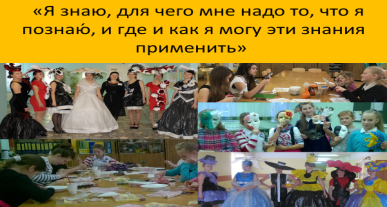 «Я знаю, для чего мне надо то, что я
познаю́, и где и как я могу эти знания
применить»